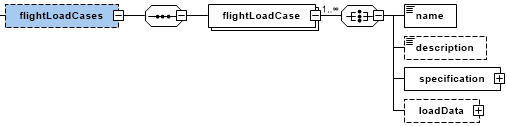 flightLoadCases
flightLoadCase
1..∞
name
description
specification
loadData